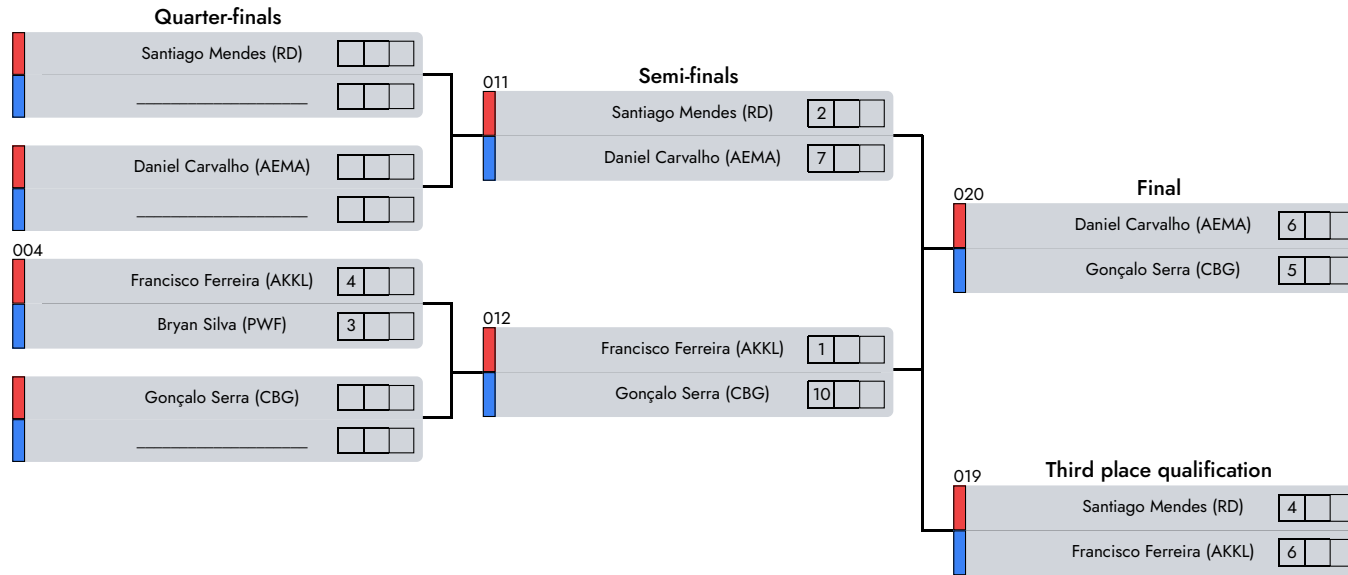 Quarter-finals
Santiago Mendes (RD)
____________________
Daniel Carvalho (AEMA)
____________________
004
Francisco Ferreira (AKKL) 4
Bryan Silva (PWF) 3
Gonçalo Serra (CBG)
____________________
Semi-finals
011
Santiago Mendes (RD) 2
Daniel Carvalho (AEMA) 7
012
Francisco Ferreira (AKKL) 1
Gonçalo Serra (CBG) 10
Final
020
Daniel Carvalho (AEMA) 6
Gonçalo Serra (CBG) 5
Third place qualification
019
Santiago Mendes (RD) 4
Francisco Ferreira (AKKL) 6